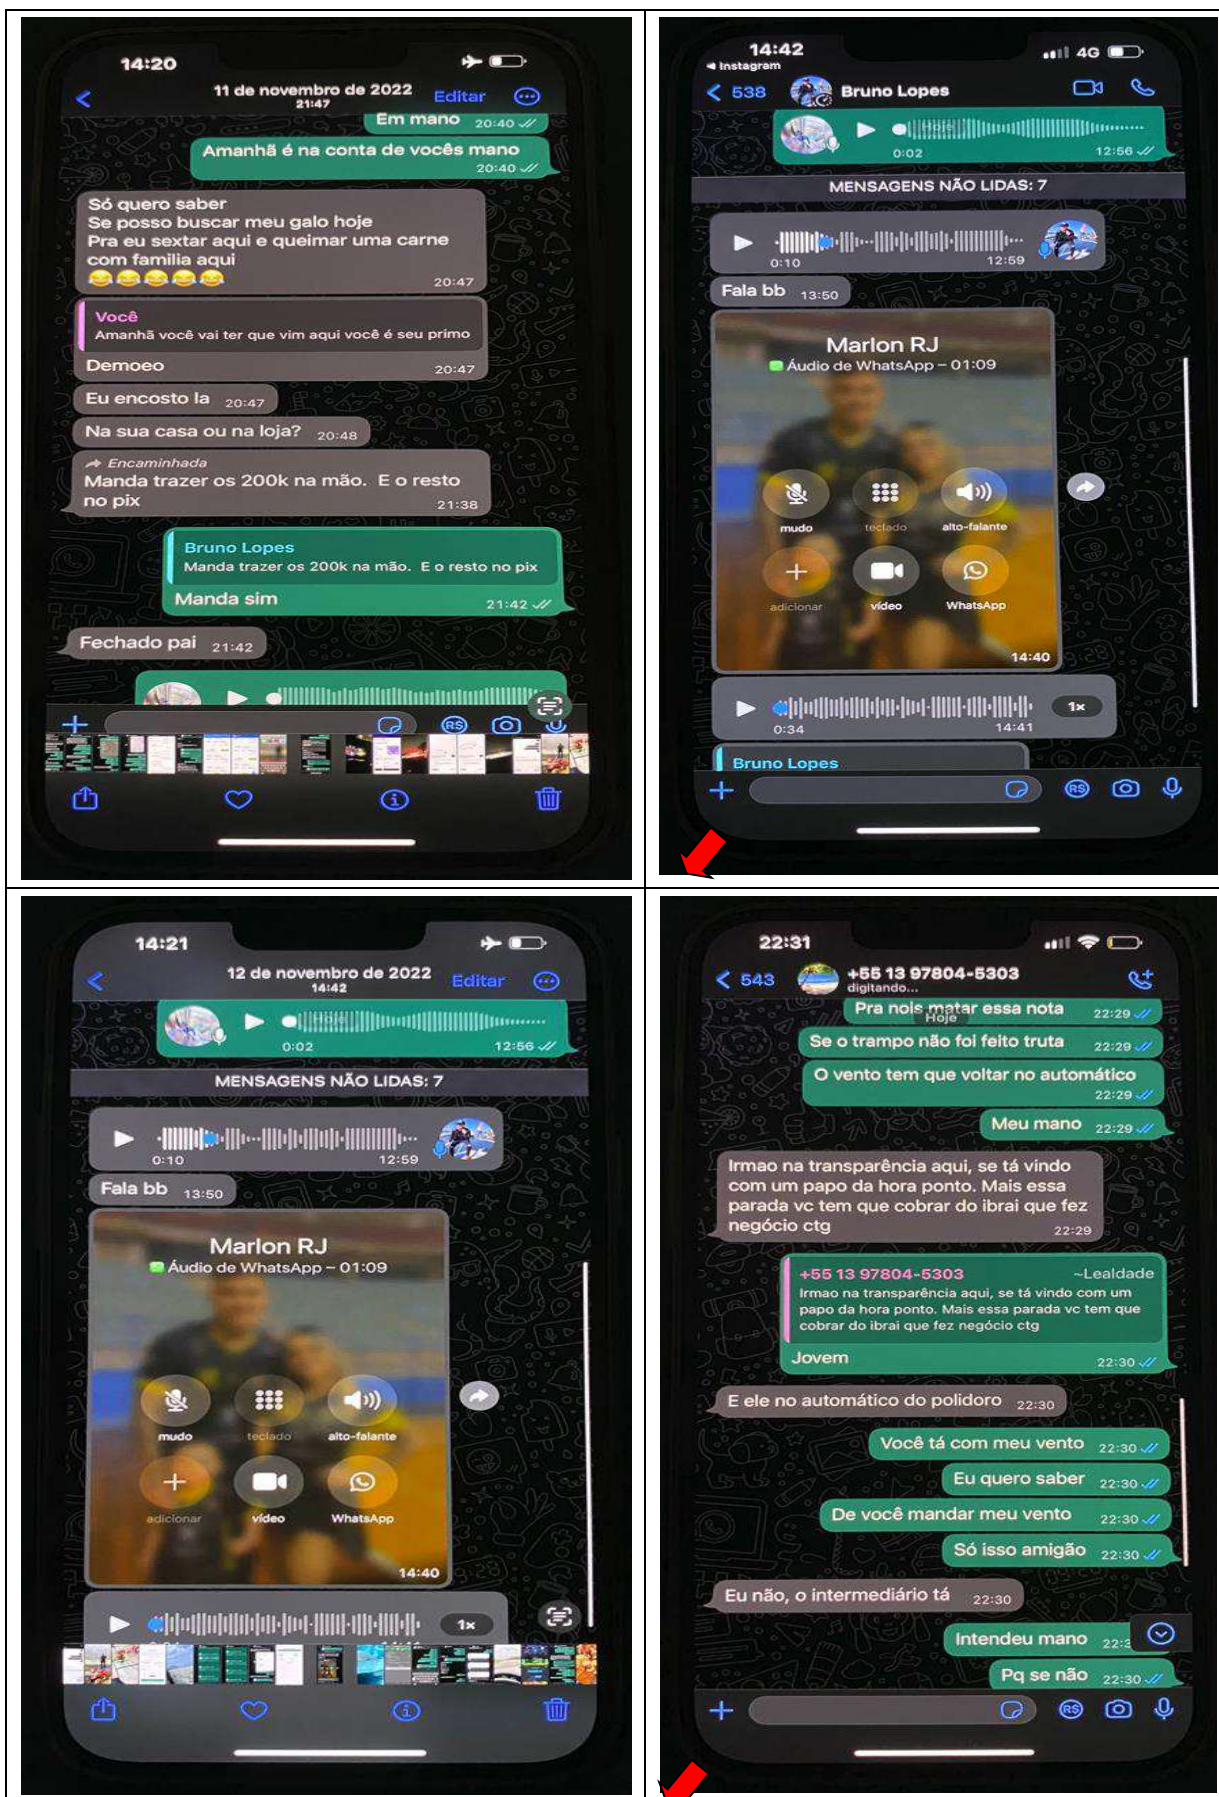 14:20
11 de novembro de 2022
21:47
Editar
Em mano 20:40
Amanhã é na conta de vocês mano
20:40
Só quero saber
Se posso buscar meu galo hoje
Pra eu sextar aqui e queimar uma carne
com familia aqui
😂😂😂😂😂
20:47
Você
Amanhã você vai ter que vim aqui você é seu primo
Demoeo
20:47
Eu encosto la 20:47
Na sua casa ou na loja? 20:48
Encaminhada
Manda trazer os 200k na mão. E o resto
no pix
21:38
Bruno Lopes
Manda trazer os 200k na mão. E o resto no pix
Manda sim
21:42
Fechado pai 21:42
R$
14:42
Instagram
4G
538
Bruno Lopes
Hoje
0:02
12:56
MENSAGENS NÃO LIDAS: 7
0:10
12:59
Fala bb 13:50
Marlon RJ
Áudio de WhatsApp – 01:09
mudo
teclado
alto-falante
adicionar
vídeo
WhatsApp
14:40
0:34
14:41
1x
Bruno Lopes
R$
14:21
12 de novembro de 2022
14:42
Editar
Hoje
0:02
12:56
MENSAGENS NÃO LIDAS: 7
0:10
12:59
Fala bb 13:50
Marlon RJ
Áudio de WhatsApp – 01:09
mudo
teclado
alto-falante
adicionar
vídeo
WhatsApp
14:40
1x
22:31
543
+55 13 97804-5303
digitando...
Pra nois matar essa nota 22:29
Hoje
Se o trampo não foi feito truta 22:29
O vento tem que voltar no automático
22:29
Meu mano 22:29
Irmao na transparência aqui, se tá vindo
com um papo da hora ponto. Mais essa
parada vc tem que cobrar do ibrai que fez
negócio ctg
22:29
+55 13 97804-5303 ~Lealdade
Irmao na transparência aqui, se tá vindo com um
papo da hora ponto. Mais essa parada vc tem que
cobrar do ibrai que fez negócio ctg
Jovem
22:30
E ele no automático do polidoro 22:30
Você tá com meu vento 22:30
Eu quero saber 22:30
De você mandar meu vento 22:30
Só isso amigão 22:30
Eu não, o intermediário tá 22:30
Intendeu mano
Pq se não 22:30
R$